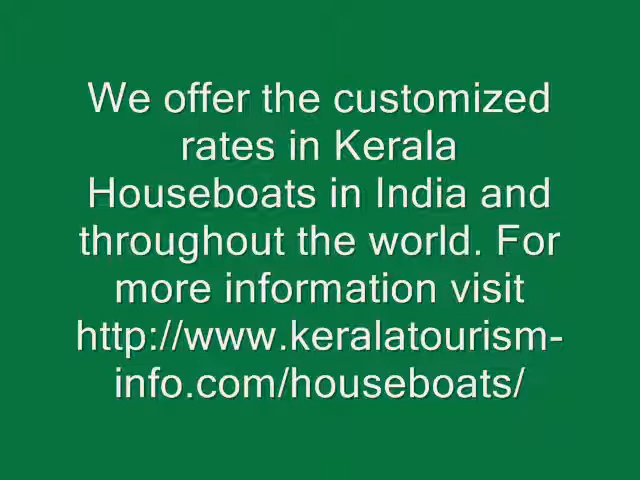 We offer the customized
rates in Kerala
Houseboats in India and
throughout the world. For
more information visit
http://www.keralatourism-
info.com/houseboats/